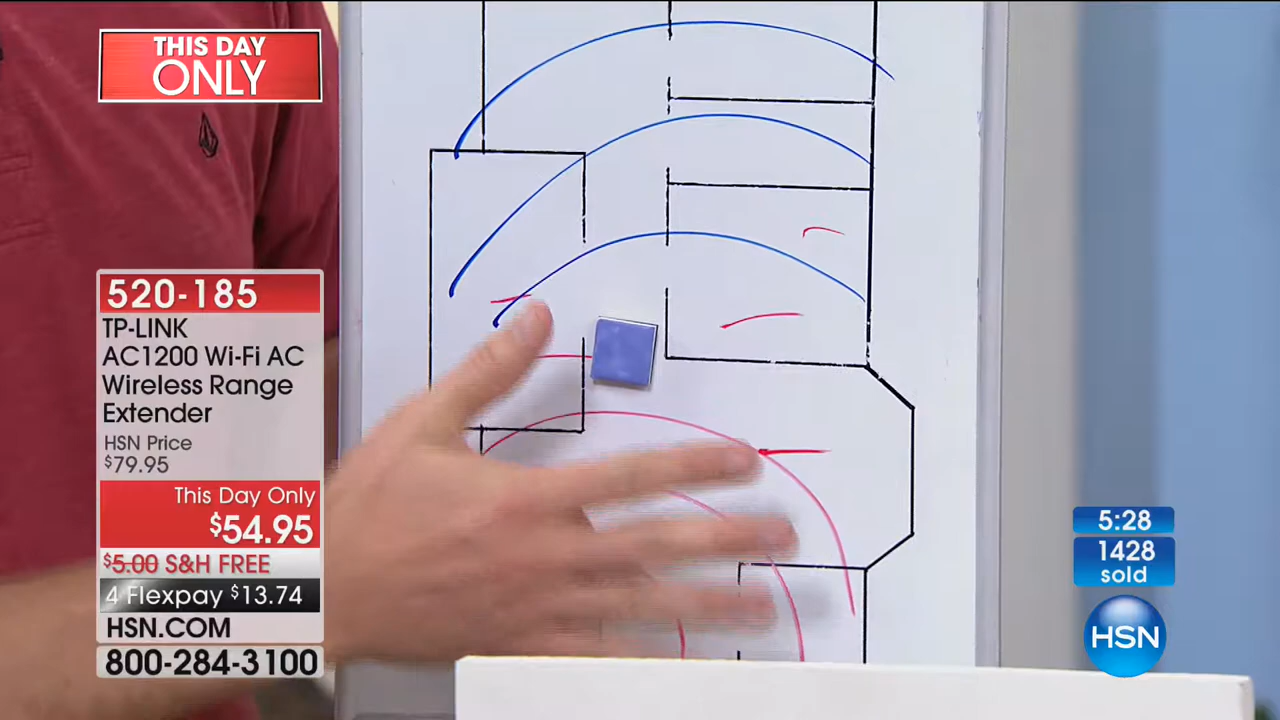 THIS DAY
ONLY
520-185
TP-LINK
AC1200 Wi-Fi AC
Wireless Range
Extender
HSN Price
$79.95
This Day Only
$54.95
$5.00 S&H FREE
4 Flexpay $13.74
HSN.COM
800-284-3100
5:28
1428
sold
HSN